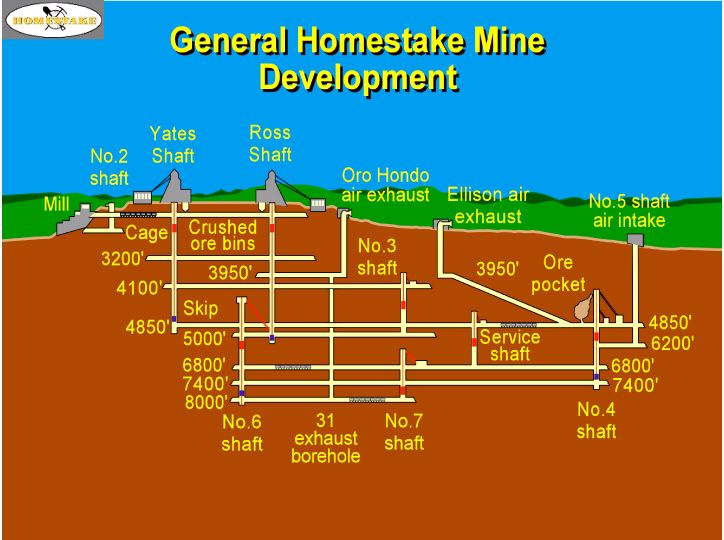 HOMESTAKE
General Homestake Mine
Development
Yates
Shaft
Ross
Shaft
No.2
shaft
Oro Hondo
air exhaust
Ellison air
exhaust
No.5 shaft
air intake
Mill
Cage
Crushed
ore bins
No.3
shaft
3200'
3950'
3950'
Ore
pocket
4100'
Skip
4850'
5000'
Service
shaft
4850'
6200'
6800'
6800'
7400'
7400'
8000'
No.6
shaft
31
exhaust
borehole
No.7
shaft
No.4
shaft